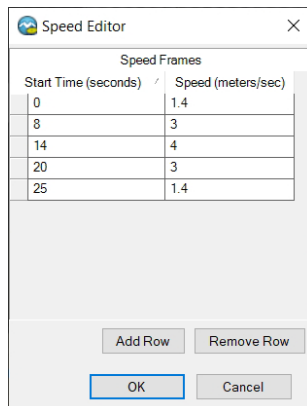 Speed Editor
Speed Frames
Start Time (seconds) Speed (meters/sec)
0 1.4
8 3
14 4
20 3
25 1.4
Add Row Remove Row
OK Cancel